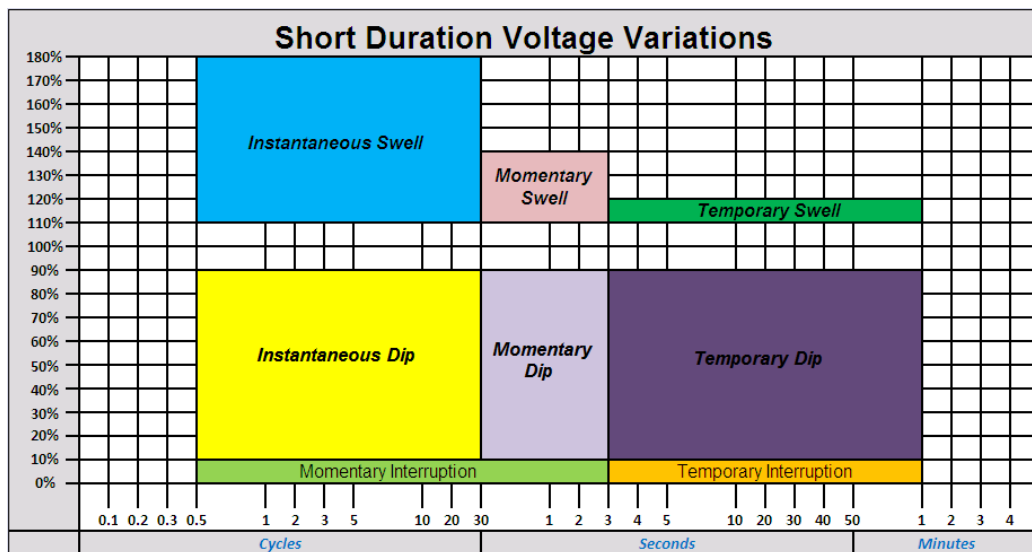 Short Duration Voltage Variations
180%
170%
160%
150%
140%
130%
120%
110%
100%
90%
80%
70%
60%
50%
40%
30%
20%
10%
0%
Instantaneous Swell
Momentary
Swell
Temporary Swell
Instantaneous Dip
Momentary
Dip
Temporary Dip
Momentary Interruption
Temporary Interruption
0.1 0.2 0.3 0.5 1 2 3 5 10 20 30 1 2 3 4 5 10 20 30 40 50 1 2 3 4
Cycles Seconds Minutes